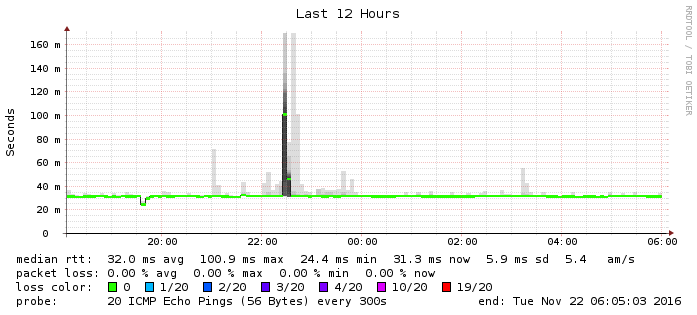 Last 12 Hours
RRDTOOL / TOBI OETIKER
Seconds
160 m
140 m
120 m
100 m
80 m
60 m
40 m
20 m
0
20:00 22:00 00:00 02:00 04:00 06:00
median rtt: 32.0 ms avg 100.9 ms max 24.4 ms min 31.3 ms now 5.9 ms sd 5.4 am/s
packet loss: 0.00 % avg 0.00 % max 0.00 % min 0.00 % now
loss color: 0 1/20 2/20 3/20 4/20 10/20 19/20
probe: 20 ICMP Echo Pings (56 Bytes) every 300s end: Tue Nov 22 06:05:03 2016